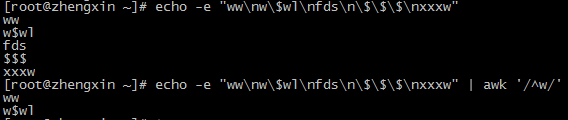 [root@zhengxin ~]# echo -e "ww\nw\$wl\nfds\n\$\$\$\nxxxw"
ww
w$wl
fds
$$$
xxxw
[root@zhengxin ~]# echo -e "ww\nw\$wl\nfds\n\$\$\$\nxxxw" | awk '/^w/'
ww
w$wl